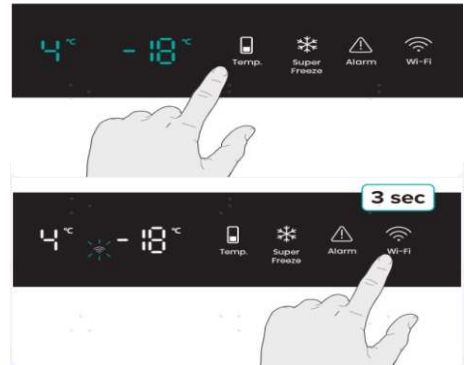 4°C -18°C
Temp.
Super
Freeze
Alarm
Wi-Fi
3 sec
4°C -18°C
Temp.
Super
Freeze
Alarm
Wi-Fi